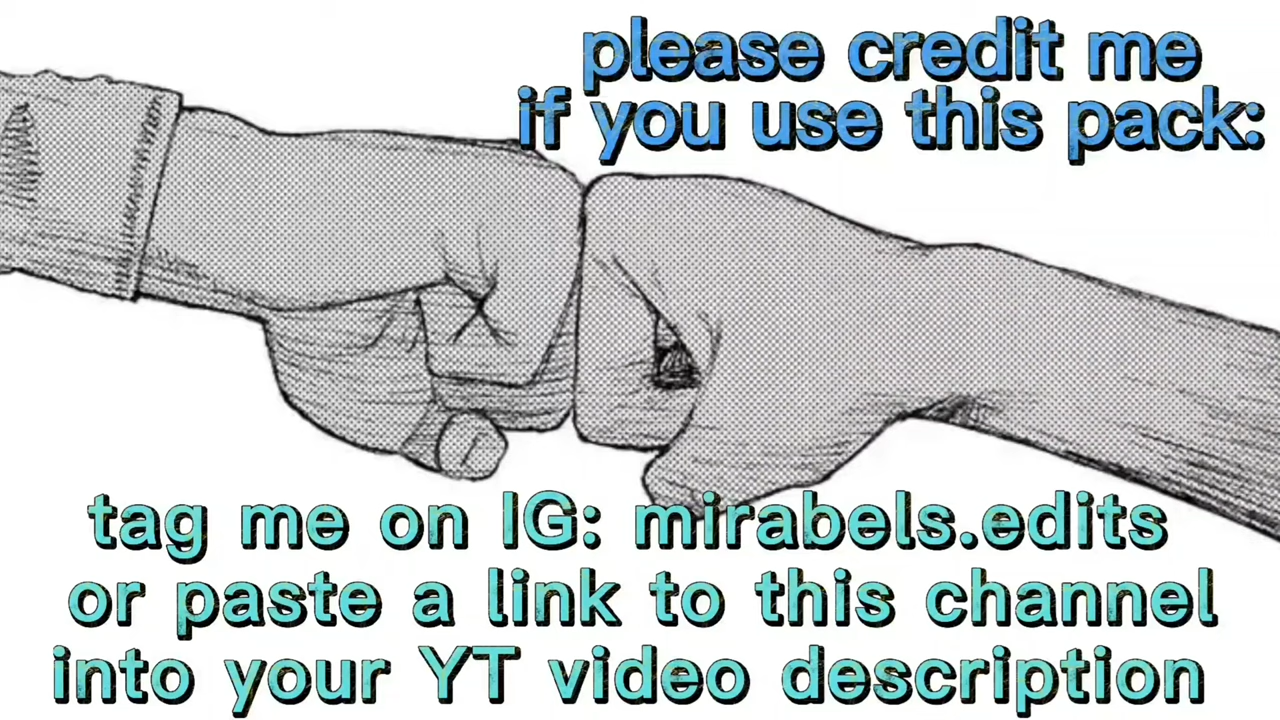 please credit me
if you use this pack:
tag me on IG: mirabels.edits
or paste a link to this channel
into your YT video description